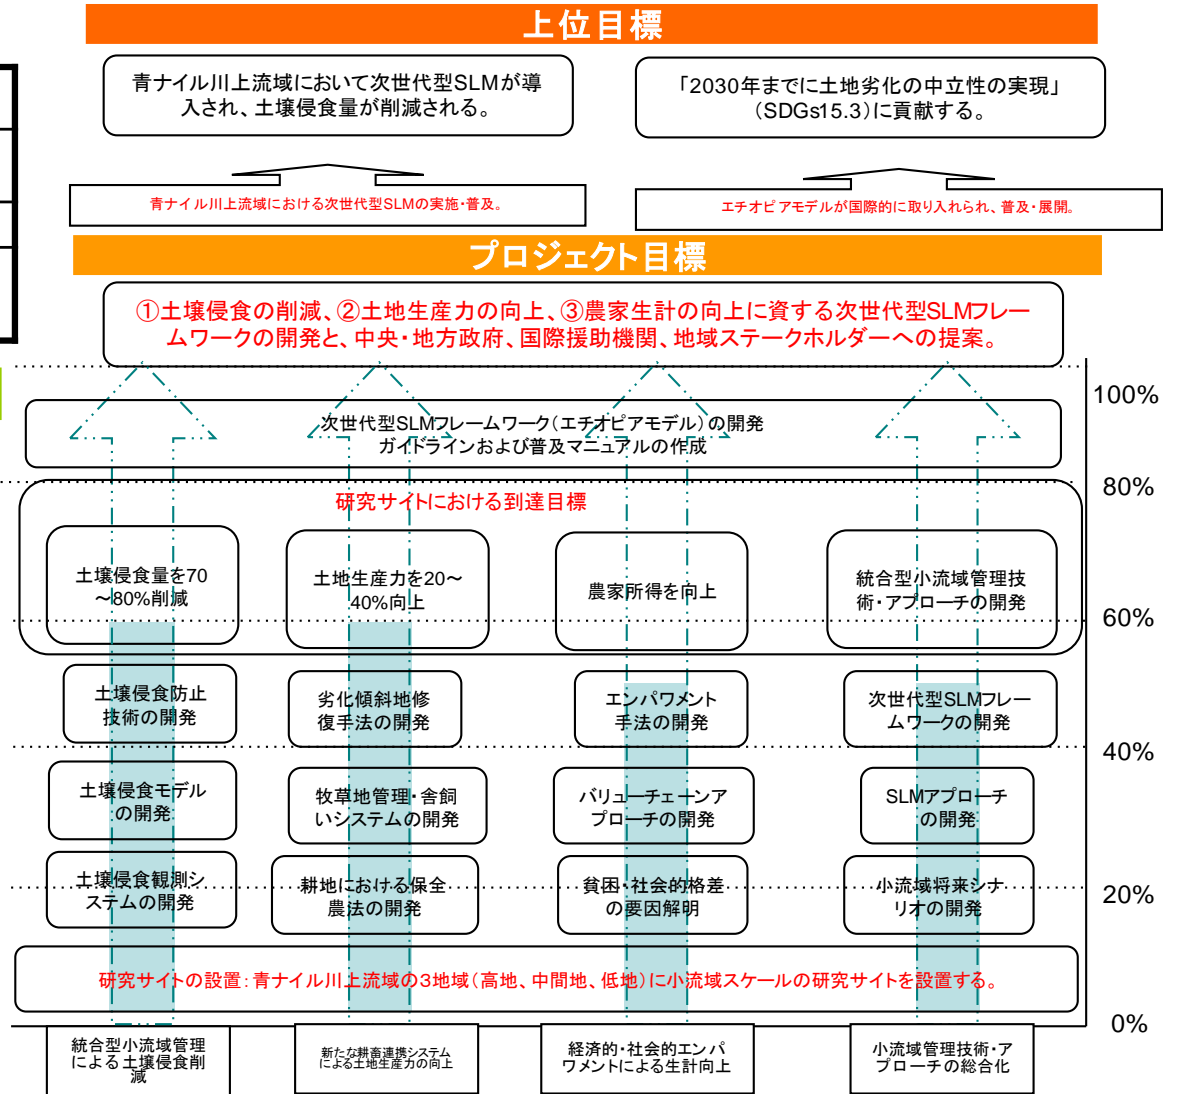 上位目標
青ナイル川上流域において次世代型SLMが導
入され、土壌侵食量が削減される。
「2030年までに土地劣化の中立性の実現」
(SDGs15.3)に貢献する。
青ナイル川上流域における次世代型SLMの実施・普及。
エチオピアモデルが国際的に取り入れられ、普及・展開。
プロジェクト目標
①土壌侵食の削減、②土地生産力の向上、③農家生計の向上に資する次世代型SLMフレー
ムワークの開発と、中央・地方政府、国際援助機関、地域ステークホルダーへの提案。
100%
次世代型SLMフレームワーク(エチオピアモデル)の開発
ガイドラインおよび普及マニュアルの作成
80%
研究サイトにおける到達目標
土壌侵食量を70
～80%削減
土地生産力を20～
40%向上
農家所得を向上
統合型小流域管理技
術・アプローチの開発
60%
土壌侵食防止
技術の開発
劣化傾斜地修
復手法の開発
エンパワメント
手法の開発
次世代型SLMフレー
ムワークの開発
40%
土壌侵食モデル
の開発
牧草地管理・舎飼
いシステムの開発
バリューチェーンア
プローチの開発
SLMアプローチ
の開発
土壌侵食観測シ
ステムの開発
耕地における保全
農法の開発
貧困・社会的格差
の要因解明
小流域将来シナ
リオの開発
20%
研究サイトの設置：青ナイル川上流域の3地域(高地、中間地、低地)に小流域スケールの研究サイトを設置する。
0%
統合型小流域管理
による土壌侵食削
減
新たな耕畜連携システム
による土地生産力の向上
経済的・社会的エンパ
ワメントによる生計向上
小流域管理技術・ア
プローチの総合化